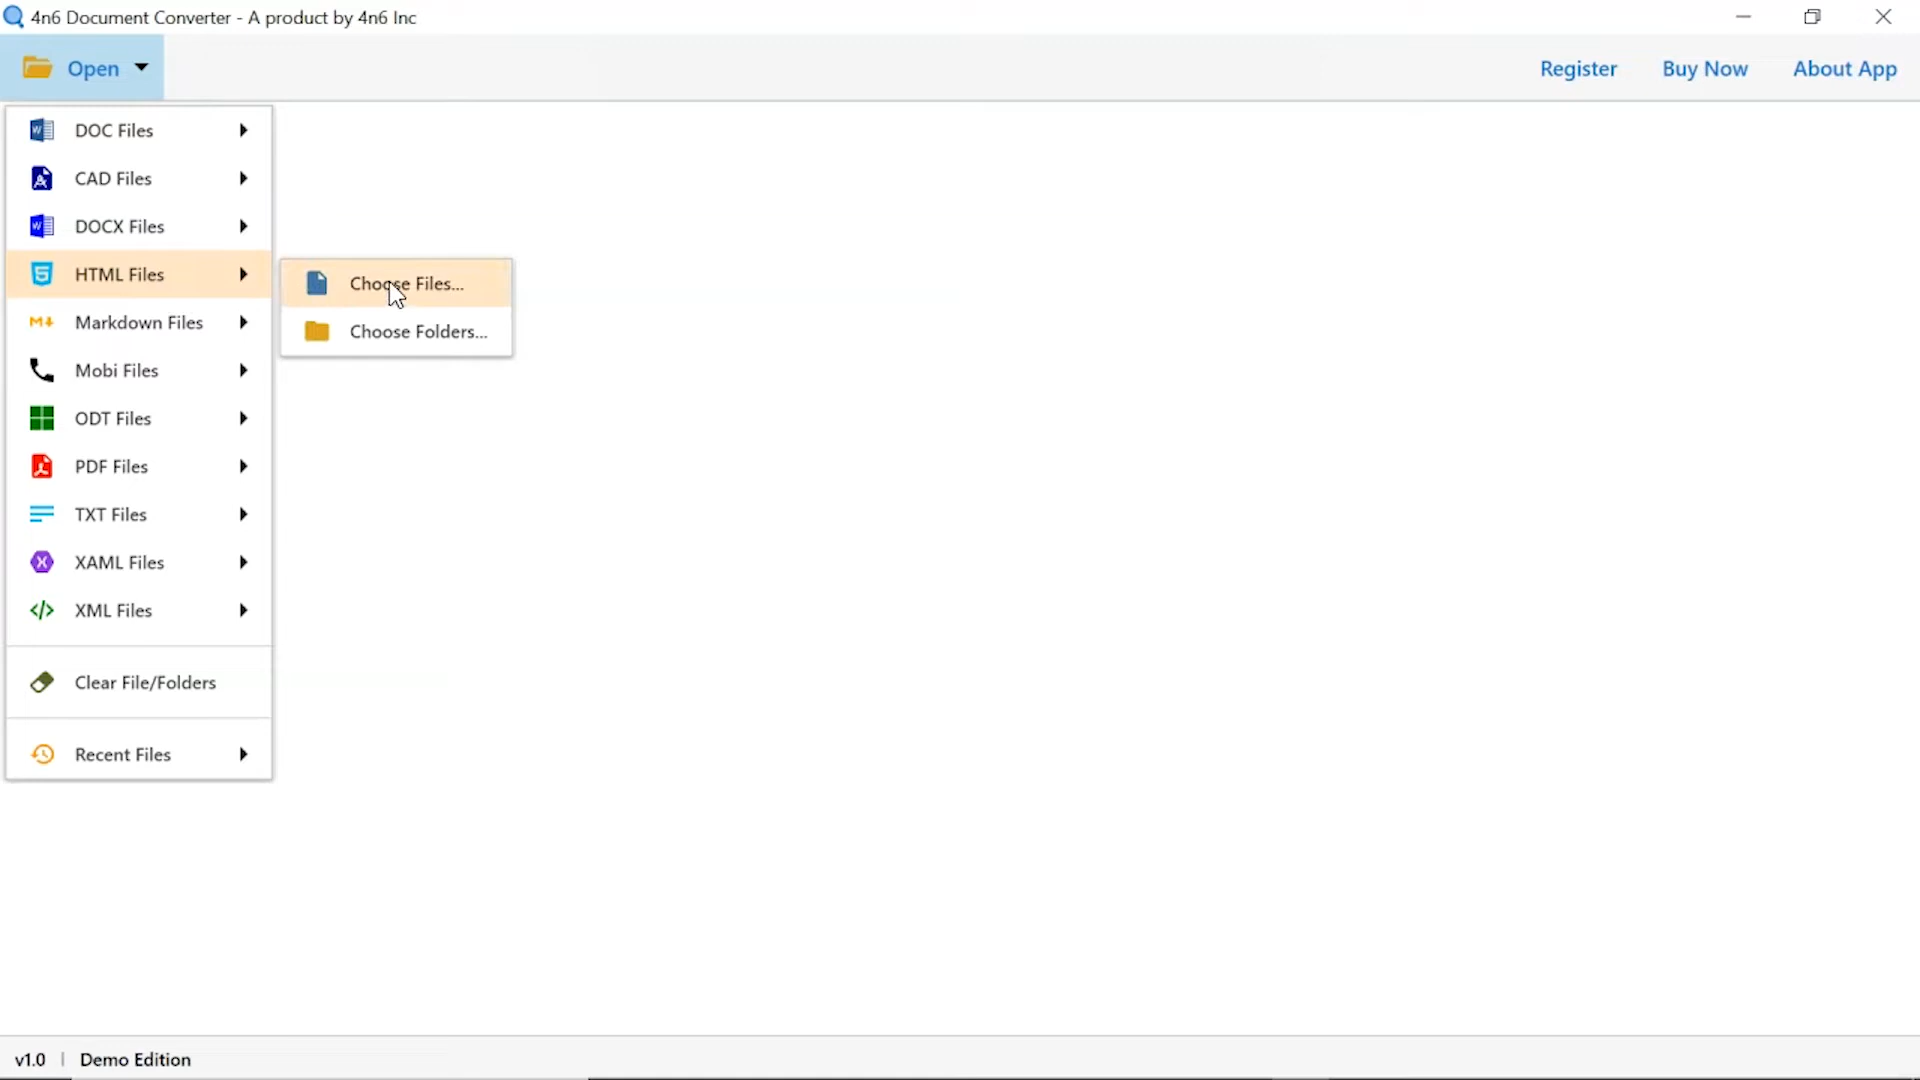 4n6 Document Converter - A product by 4n6 Inc
Open
Register
Buy Now
About App
DOC Files
CAD Files
DOCX Files
HTML Files
Choose Files...
Markdown Files
Choose Folders...
Mobi Files
ODT Files
PDF Files
TXT Files
XAML Files
XML Files
Clear File/Folders
Recent Files
v1.0 | Demo Edition